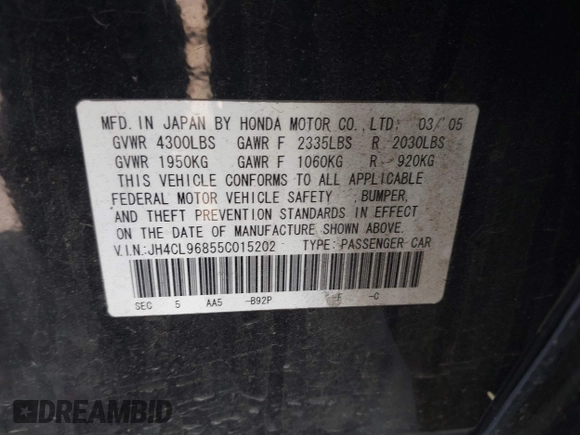 MFD. IN JAPAN BY HONDA MOTOR CO., LTD: 03/ 05
GVWR 4300LBS GAWR F 2335LBS R 2030LBS
GVWR 1950KG GAWR F 1060KG R 920KG
THIS VEHICLE CONFORMS TO ALL APPLICABLE
FEDERAL MOTOR VEHICLE SAFETY , BUMPER,
AND THEFT PREVENTION STANDARDS IN EFFECT
ON THE DATE OF MANUFACTURE SHOWN ABOVE.
V.I.N.:JH4CL96855C015202 TYPE: PASSENGER CAR
SEC 5 AA5 -B92P -F -C
DREAMBID